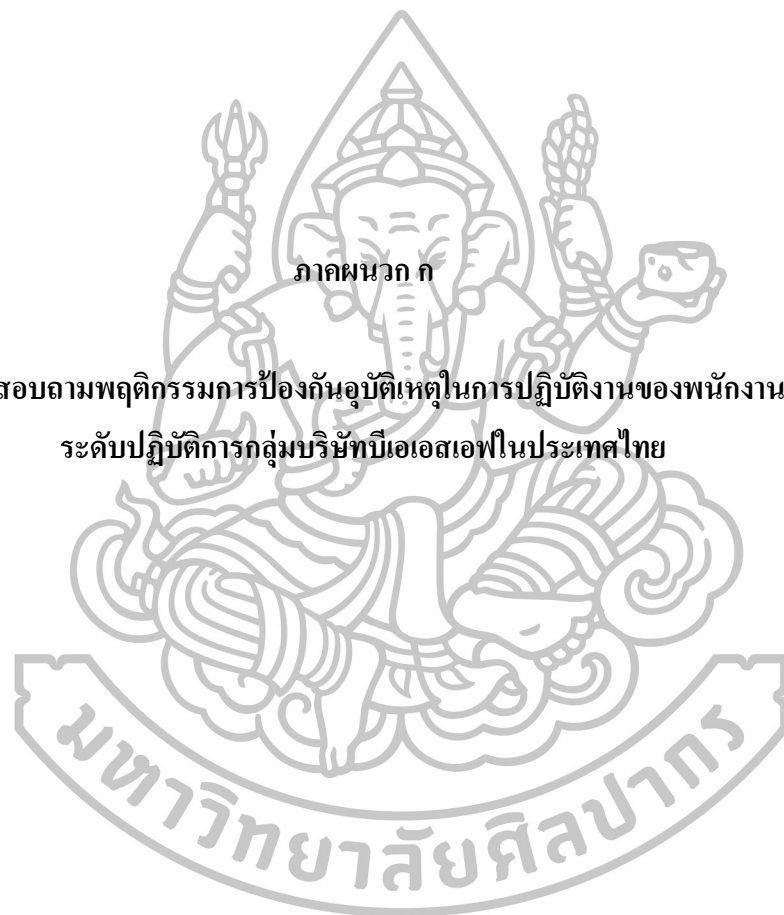 ภาคผนวก ก
สอบถามพฤติกรรมการป้องกันอุบัติเหตุในการปฏิบัติงานของพนักงาน
ระดับปฏิบัติการกลุ่มบริษัทบีเอเอสเอฟในประเทศไทย
มหาวิทยาลัยศิลปากร